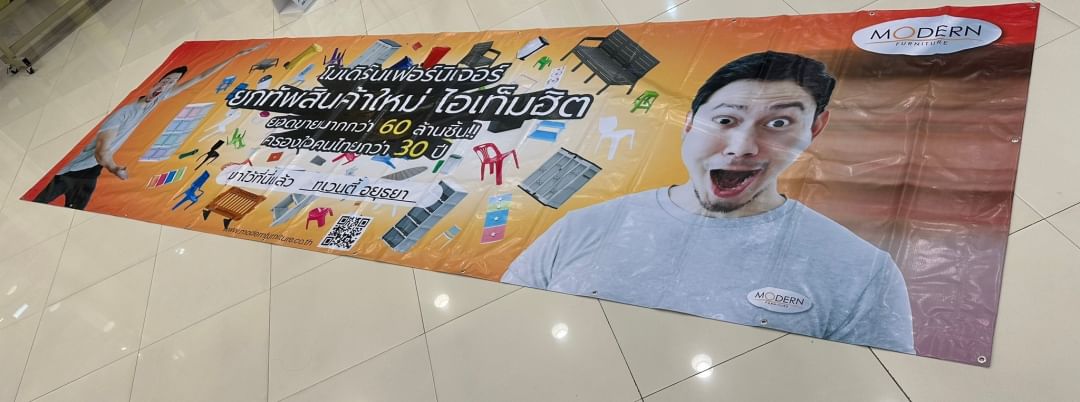 MODERN
FURNITURE
โมเดิร์นเฟอร์นิเจอร์
ยกทัพสินค้าใหม่ ไอเท็มฮิต
ยอดขายมากกว่า 60 ล้านชิ้น!!
ครองใจคนไทยกว่า 30 ปี
มาไว้ที่นี่แล้ว ทเวนตี้ อยุธยา
www.modernfurniture.co.th
MODERN
FURNITURE